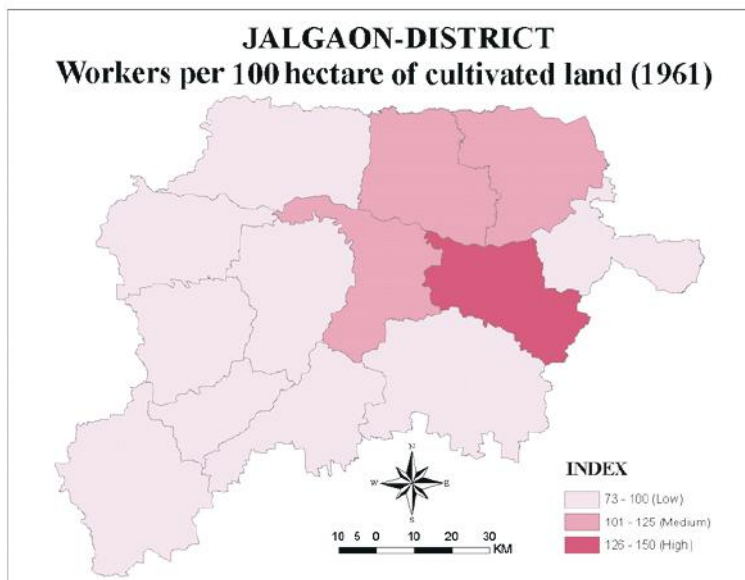 JALGAON-DISTRICT
Workers per 100 hectare of cultivated land (1961)
N
W E
S
INDEX
73 - 100 (Low)
101 - 125 (Medium)
126 - 150 (High)
10 5 0 10 20 30
KM